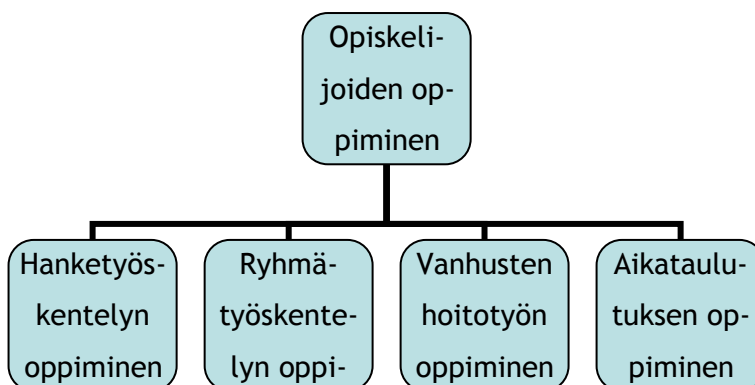 Opiskeli-
joiden op-
piminen
Hanketyös-
kentelyn
oppiminen
Ryhmä-
työskente-
lyn oppi-
Vanhusten
hoitotyön
oppiminen
Aikataulu-
tuksen op-
piminen